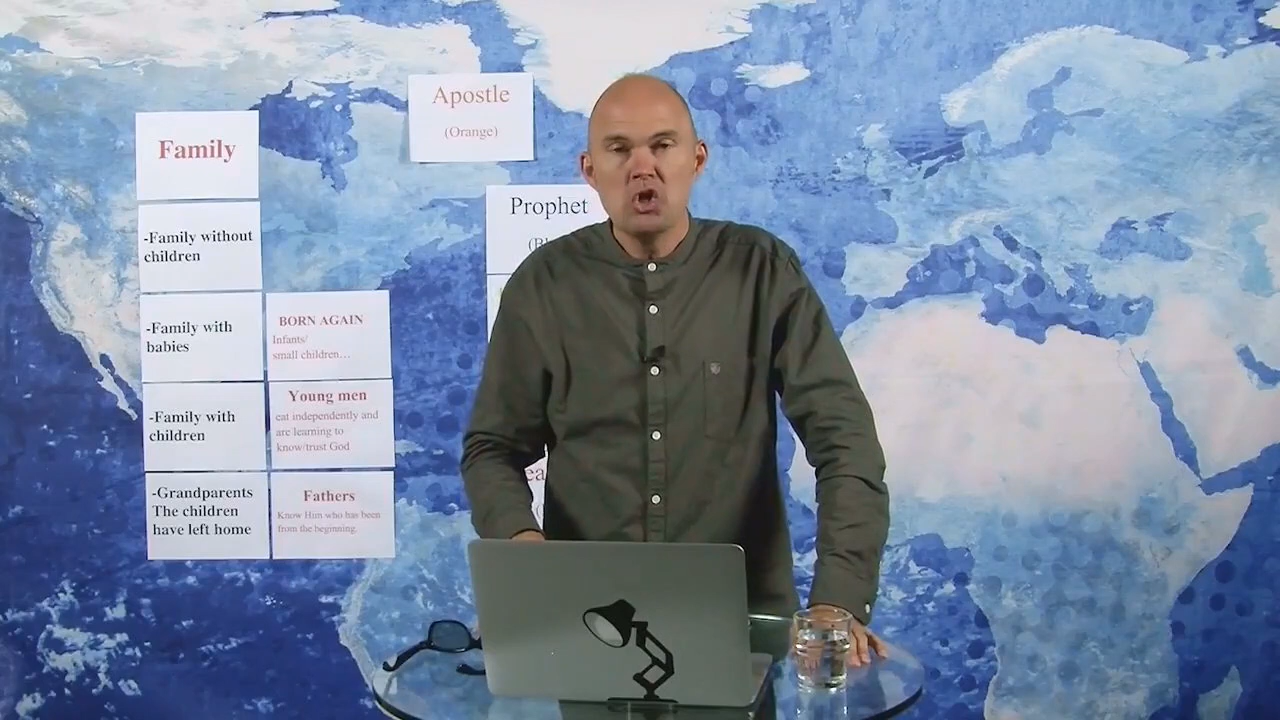 Family
-Family without
children
-Family with
babies
-Family with
children
-Grandparents
The children
have left home
BORN AGAIN
Infants/
small children…
Young men
eat independently and
are learning to
know/trust God
Fathers
Know Him who has been
from the beginning.
Apostle
(Orange)
Prophet